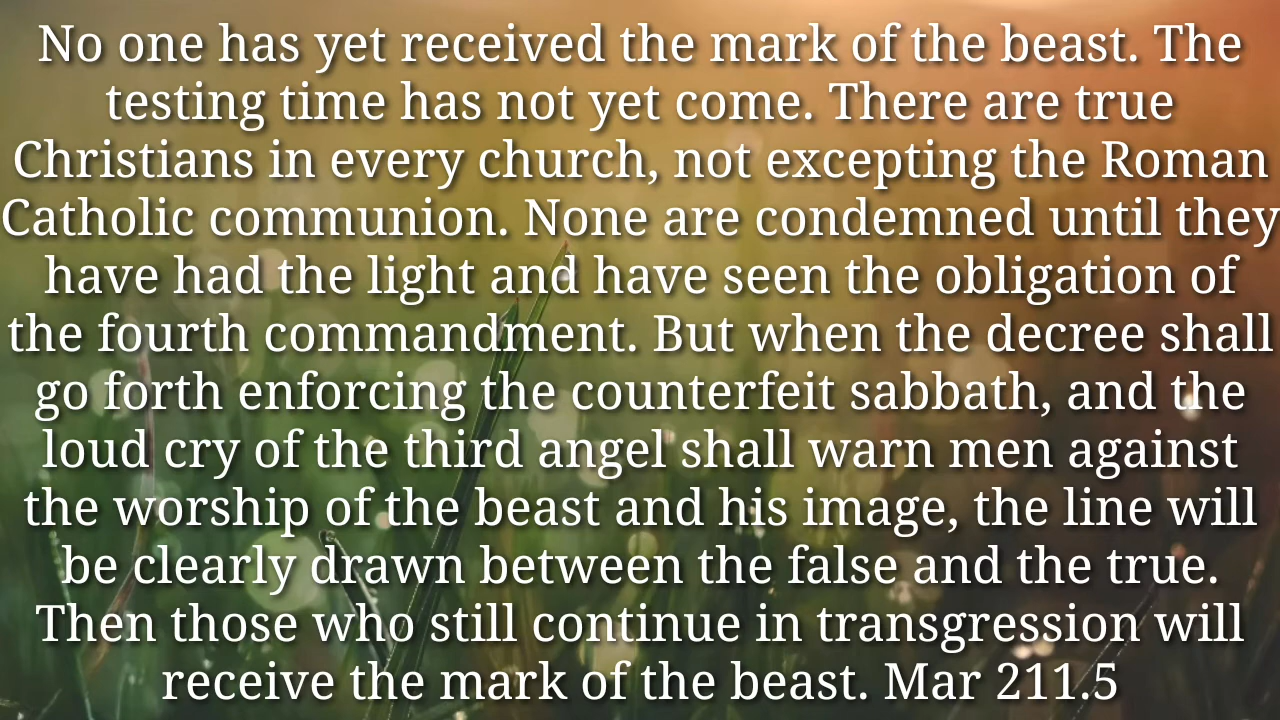 No one has yet received the mark of the beast. The
testing time has not yet come. There are true
Christians in every church, not excepting the Roman
Catholic communion. None are condemned until they
have had the light and have seen the obligation of
the fourth commandment. But when the decree shall
go forth enforcing the counterfeit sabbath, and the
loud cry of the third angel shall warn men against
the worship of the beast and his image, the line will
be clearly drawn between the false and the true.
Then those who still continue in transgression will
receive the mark of the beast. Mar 211.5